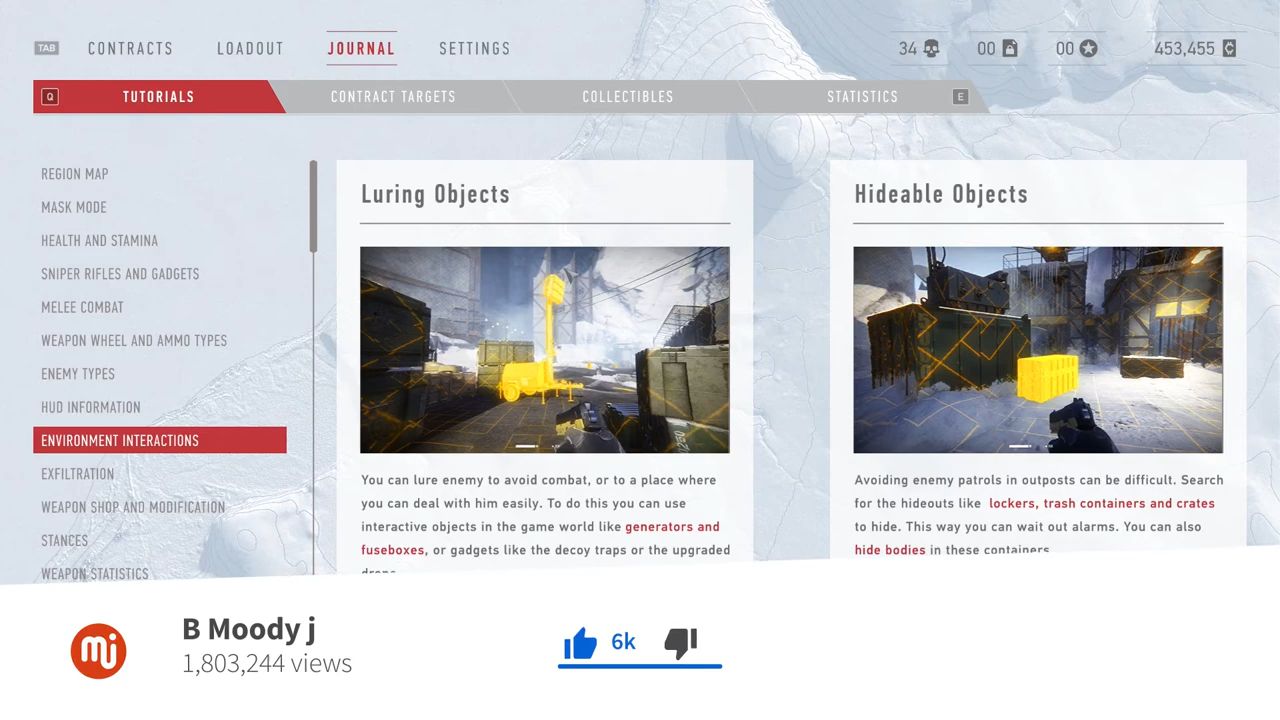 TAB CONTRACTS LOADOUT JOURNAL SETTINGS 34 00 00 453,455
Q TUTORIALS CONTRACT TARGETS COLLECTIBLES STATISTICS E
REGION MAP
MASK MODE
HEALTH AND STAMINA
SNIPER RIFLES AND GADGETS
MELEE COMBAT
WEAPON WHEEL AND AMMO TYPES
ENEMY TYPES
HUD INFORMATION
ENVIRONMENT INTERACTIONS
EXFILTRATION
WEAPON SHOP AND MODIFICATION
STANCES
WEAPON STATISTICS
Luring Objects
You can lure enemy to avoid combat, or to a place where
you can deal with him easily. To do this you can use
interactive objects in the game world like generators and
fuseboxes, or gadgets like the decoy traps or the upgraded
Hideable Objects
Avoiding enemy patrols in outposts can be difficult. Search
for the hideouts like lockers, trash containers and crates
to hide. This way you can wait out alarms. You can also
hide bodies in these containers
mj
B Moody j
1,803,244 views
6k